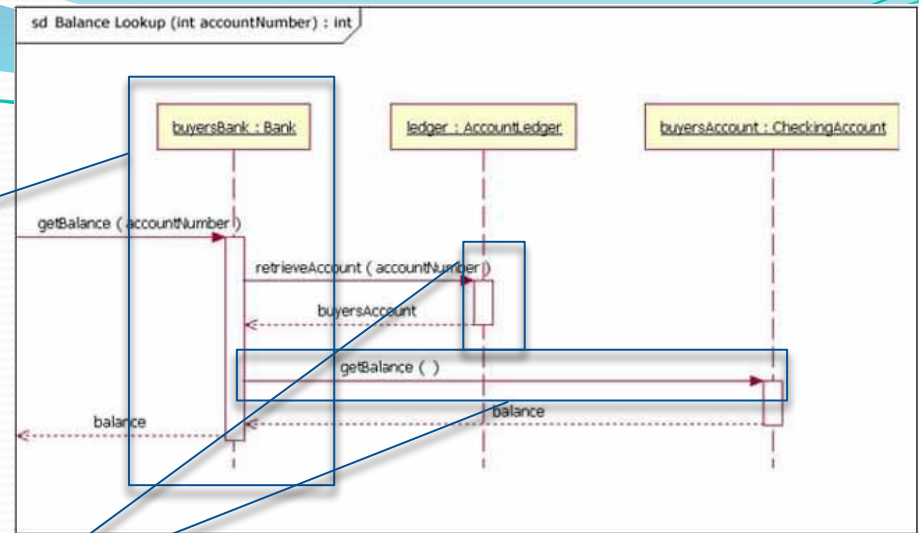 sd Balance Lookup (int accountNumber) : int
buyersBank : Bank
ledger : AccountLedger
buyersAccount : CheckingAccount
getBalance ( accountNumber )
retrieveAccount ( accountNumber )
buyersAccount
getBalance ( )
balance
balance